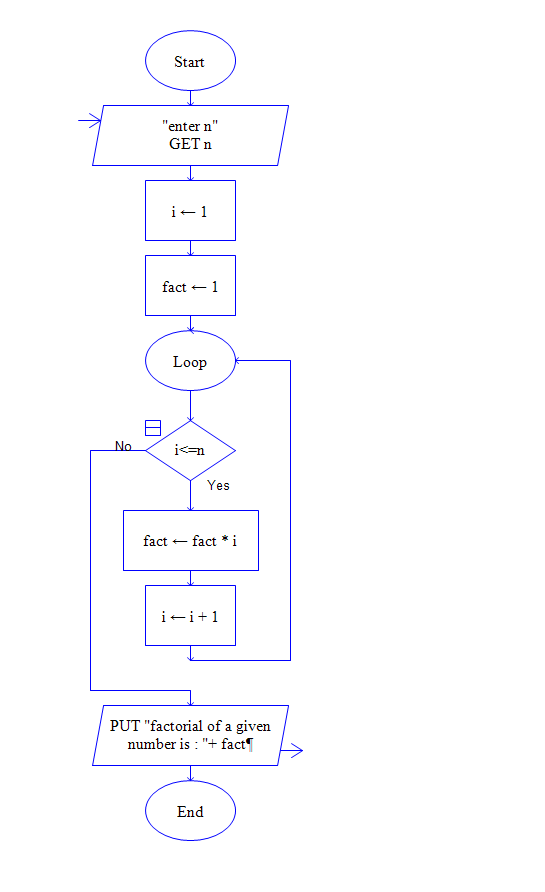 Start
"enter n"
GET n
i ← 1
fact ← 1
Loop
No
i<=n
Yes
fact ← fact * i
i ← i + 1
PUT "factorial of a given
number is : "+ fact¶
End